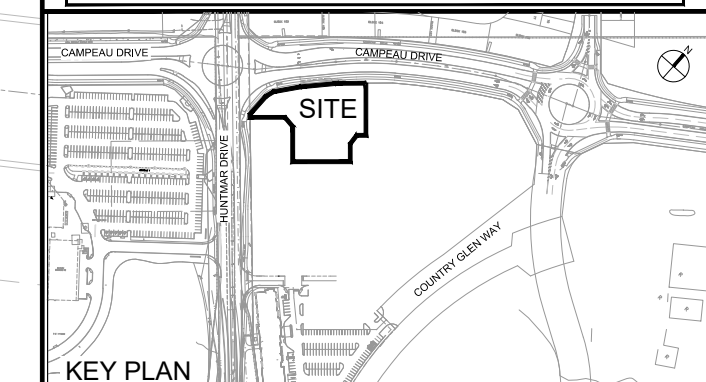 CAMPEAU DRIVE
CAMPEAU DRIVE
N
SITE
HUNTMAR DRIVE
COUNTRY GLEN WAY
KEY PLAN